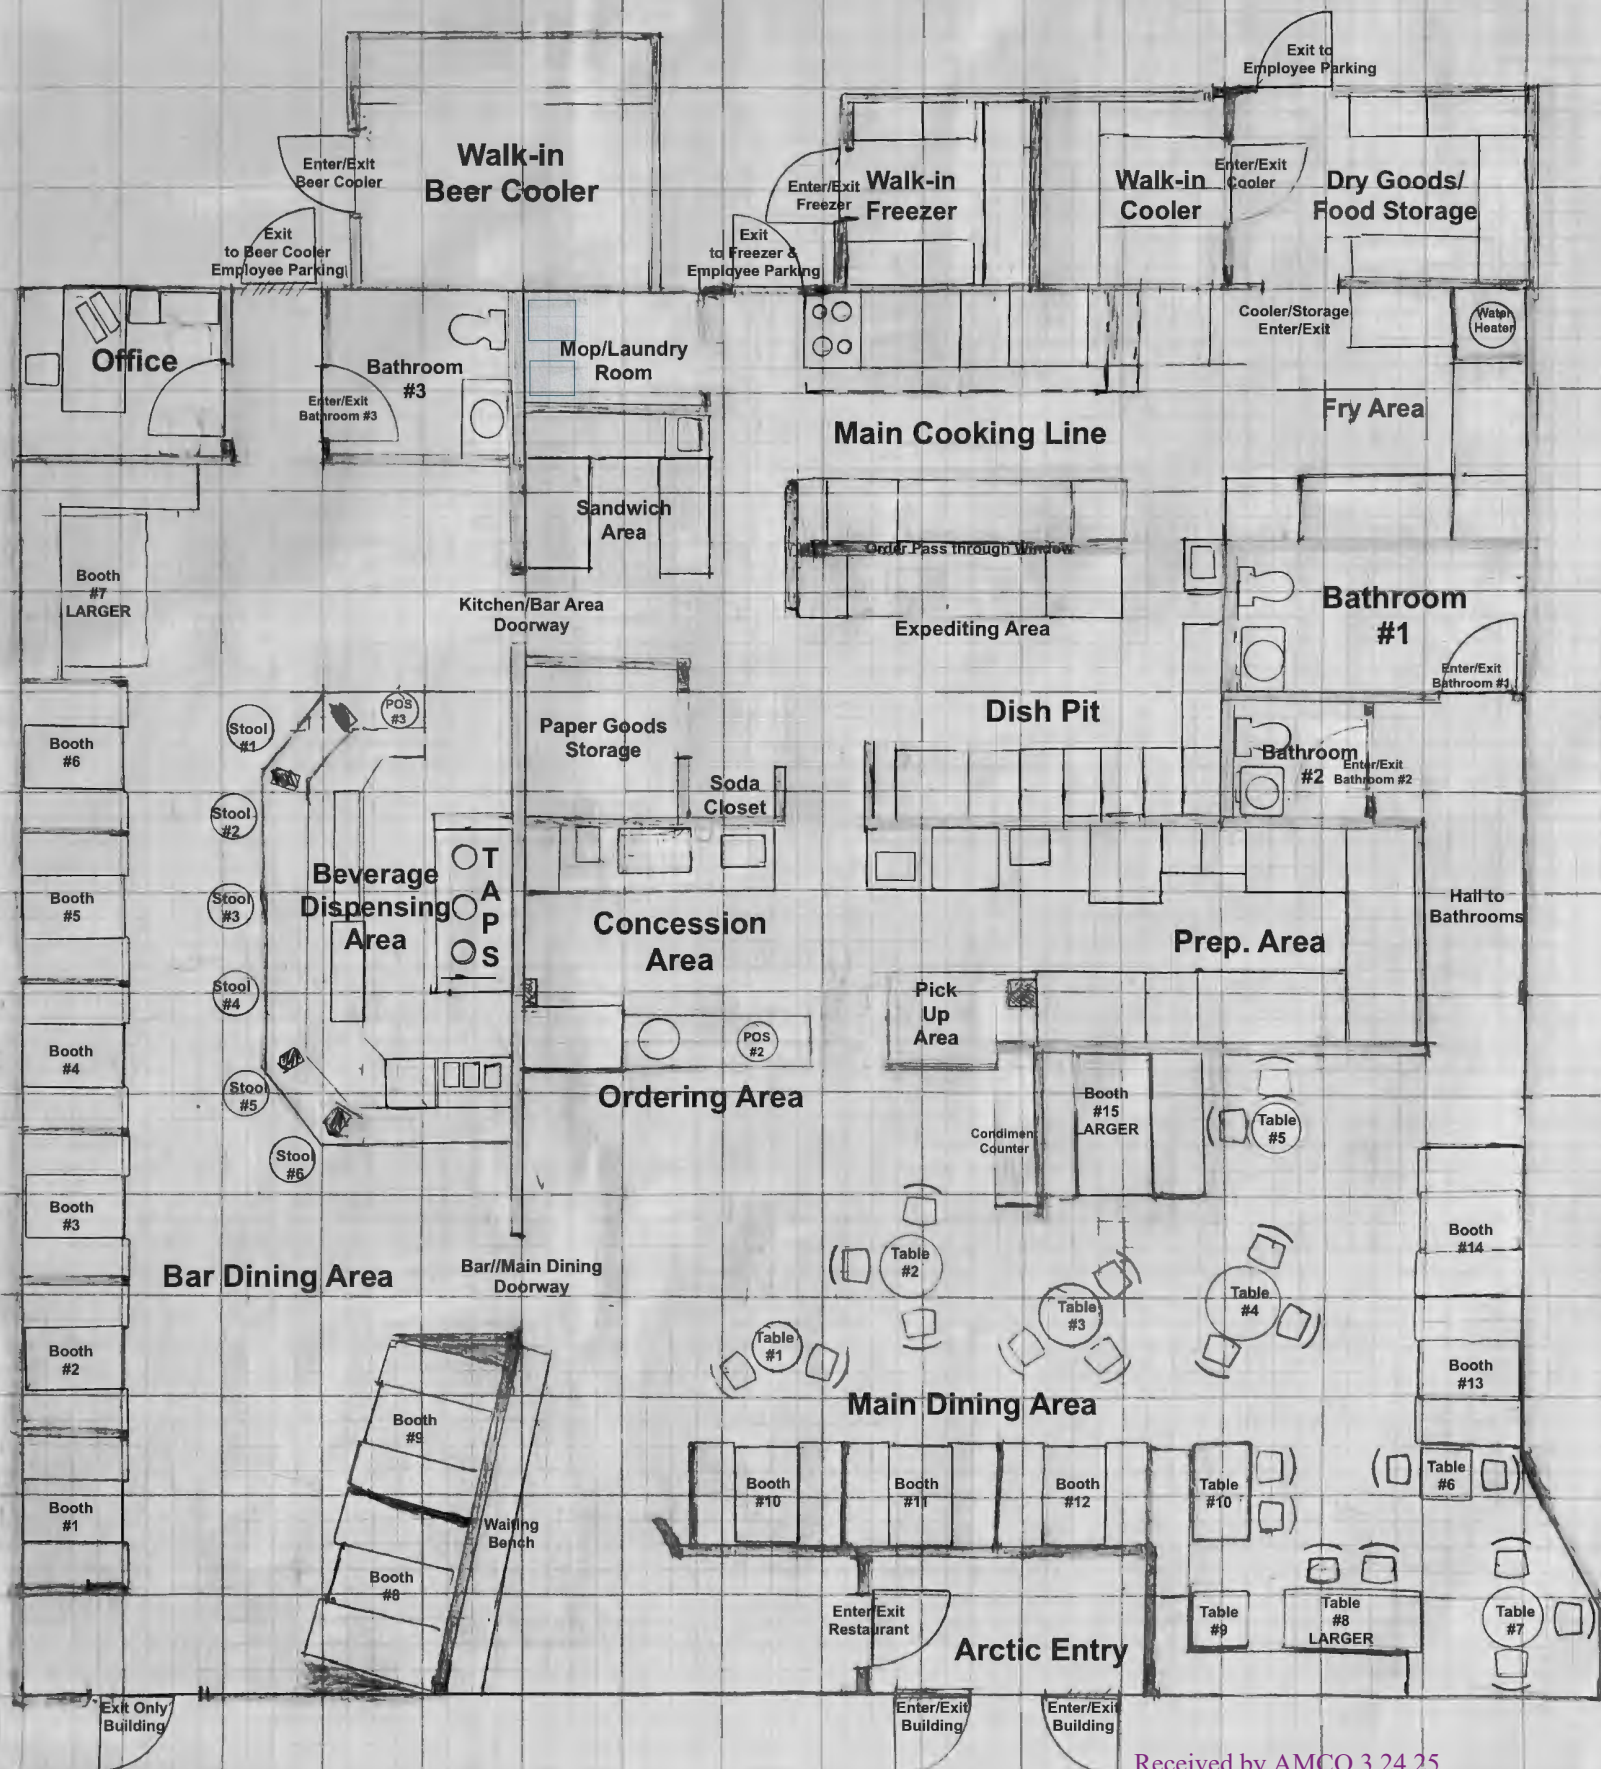 Exit to
Employee Parking
Enter/Exit
Beer Cooler
Walk-in
Beer Cooler
Enter/Exit
Freezer
Walk-in
Freezer
Walk-in
Cooler
Enter/Exit
Cooler
Dry Goods/
Food Storage
Exit
to Beer Cooler
Employee Parking
Exit
to Freezer &
Employee Parking
Cooler/Storage
Enter/Exit
Water
Heater
Office
Bathroom
#3
Enter/Exit
Bathroom #3
Mop/Laundry
Room
Main Cooking Line
Fry Area
Sandwich
Area
Order Pass through Window
Booth
#7
LARGER
Kitchen/Bar Area
Doorway
Expediting Area
Bathroom
#1
Enter/Exit
Bathroom #1
POS
#3
Stool
#1
Paper Goods
Storage
Dish Pit
Booth
#6
Bathroom
#2
Enter/Exit
Bathroom #2
Soda
Closet
Stool
#2
Beverage
Dispensing
Area
T
A
P
S
Booth
#5
Stool
#3
Concession
Area
Prep. Area
Hall to
Bathrooms
Stool
#4
Pick
Up
Area
Booth
#4
POS
#2
Stool
#5
Ordering Area
Booth
#15
LARGER
Table
#5
Condimen
Counter
Stool
#6
Booth
#3
Booth
#14
Bar Dining Area
Bar//Main Dining
Doorway
Table
#2
Table
#3
Table
#4
Table
#1
Booth
#2
Booth
#13
Main Dining Area
Booth
#9
Booth
#10
Booth
#11
Booth
#12
Table
#10
Table
#6
Booth
#1
Waiting
Bench
Booth
#8
Enter/Exit
Restaurant
Arctic Entry
Table
#9
Table
#8
LARGER
Table
#7
Exit Only
Building
Enter/Exit
Building
Enter/Exit
Building
Received by AMCO 3.24.25